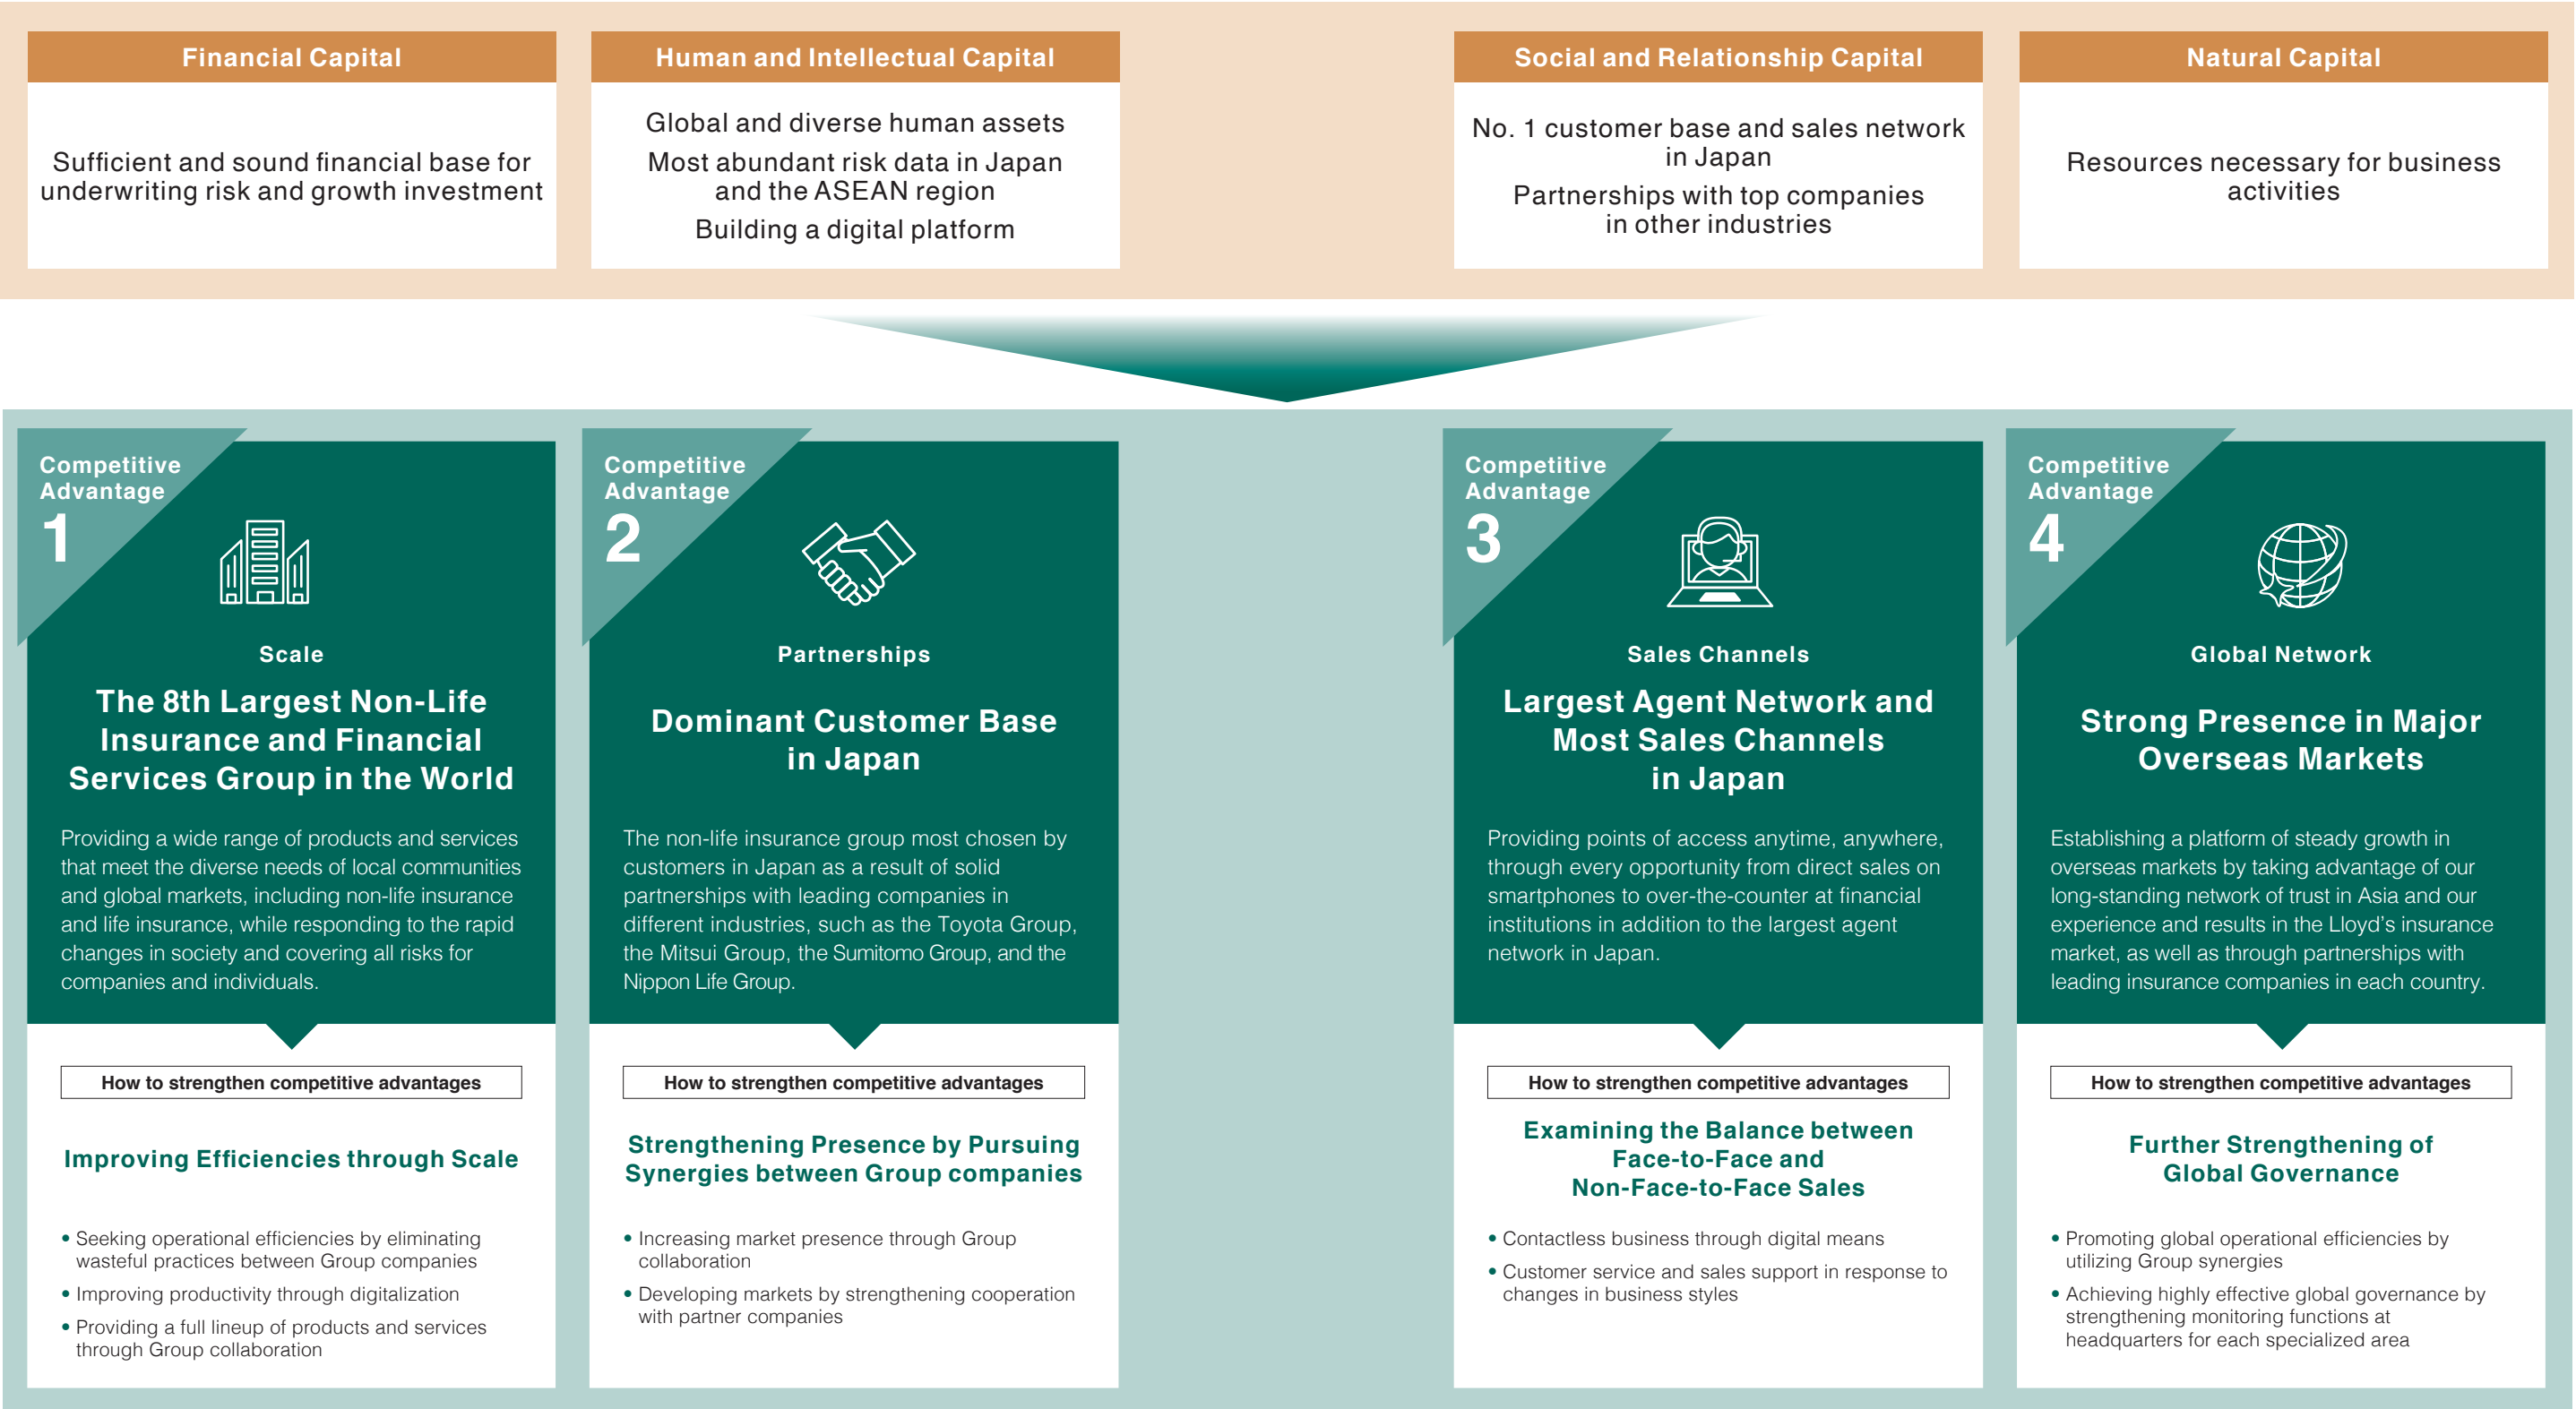 Financial Capital
Sufficient and sound financial base for
underwriting risk and growth investment
Human and Intellectual Capital
Global and diverse human assets
Most abundant risk data in Japan
and the ASEAN region
Building a digital platform
Social and Relationship Capital
No. 1 customer base and sales network
in Japan
Partnerships with top companies
in other industries
Natural Capital
Resources necessary for business
activities
Competitive
Advantage
1
Scale
The 8th Largest Non-Life
Insurance and Financial
Services Group in the World
Providing a wide range of products and services
that meet the diverse needs of local communities
and global markets, including non-life insurance
and life insurance, while responding to the rapid
changes in society and covering all risks for
companies and individuals.
How to strengthen competitive advantages
Improving Efficiencies through Scale
• Seeking operational efficiencies by eliminating
wasteful practices between Group companies
• Improving productivity through digitalization
• Providing a full lineup of products and services
through Group collaboration
Competitive
Advantage
2
Partnerships
Dominant Customer Base
in Japan
The non-life insurance group most chosen by
customers in Japan as a result of solid
partnerships with leading companies in
different industries, such as the Toyota Group,
the Mitsui Group, the Sumitomo Group, and the
Nippon Life Group.
How to strengthen competitive advantages
Strengthening Presence by Pursuing
Synergies between Group companies
• Increasing market presence through Group
collaboration
• Developing markets by strengthening cooperation
with partner companies
Competitive
Advantage
3
Sales Channels
Largest Agent Network and
Most Sales Channels
in Japan
Providing points of access anytime, anywhere,
through every opportunity from direct sales on
smartphones to over-the-counter at financial
institutions in addition to the largest agent
network in Japan.
How to strengthen competitive advantages
Examining the Balance between
Face-to-Face and
Non-Face-to-Face Sales
• Contactless business through digital means
• Customer service and sales support in response to
changes in business styles
Competitive
Advantage
4
Global Network
Strong Presence in Major
Overseas Markets
Establishing a platform of steady growth in
overseas markets by taking advantage of our
long-standing network of trust in Asia and our
experience and results in the Lloyd's insurance
market, as well as through partnerships with
leading insurance companies in each country.
How to strengthen competitive advantages
Further Strengthening of
Global Governance
• Promoting global operational efficiencies by
utilizing Group synergies
• Achieving highly effective global governance by
strengthening monitoring functions at
headquarters for each specialized area